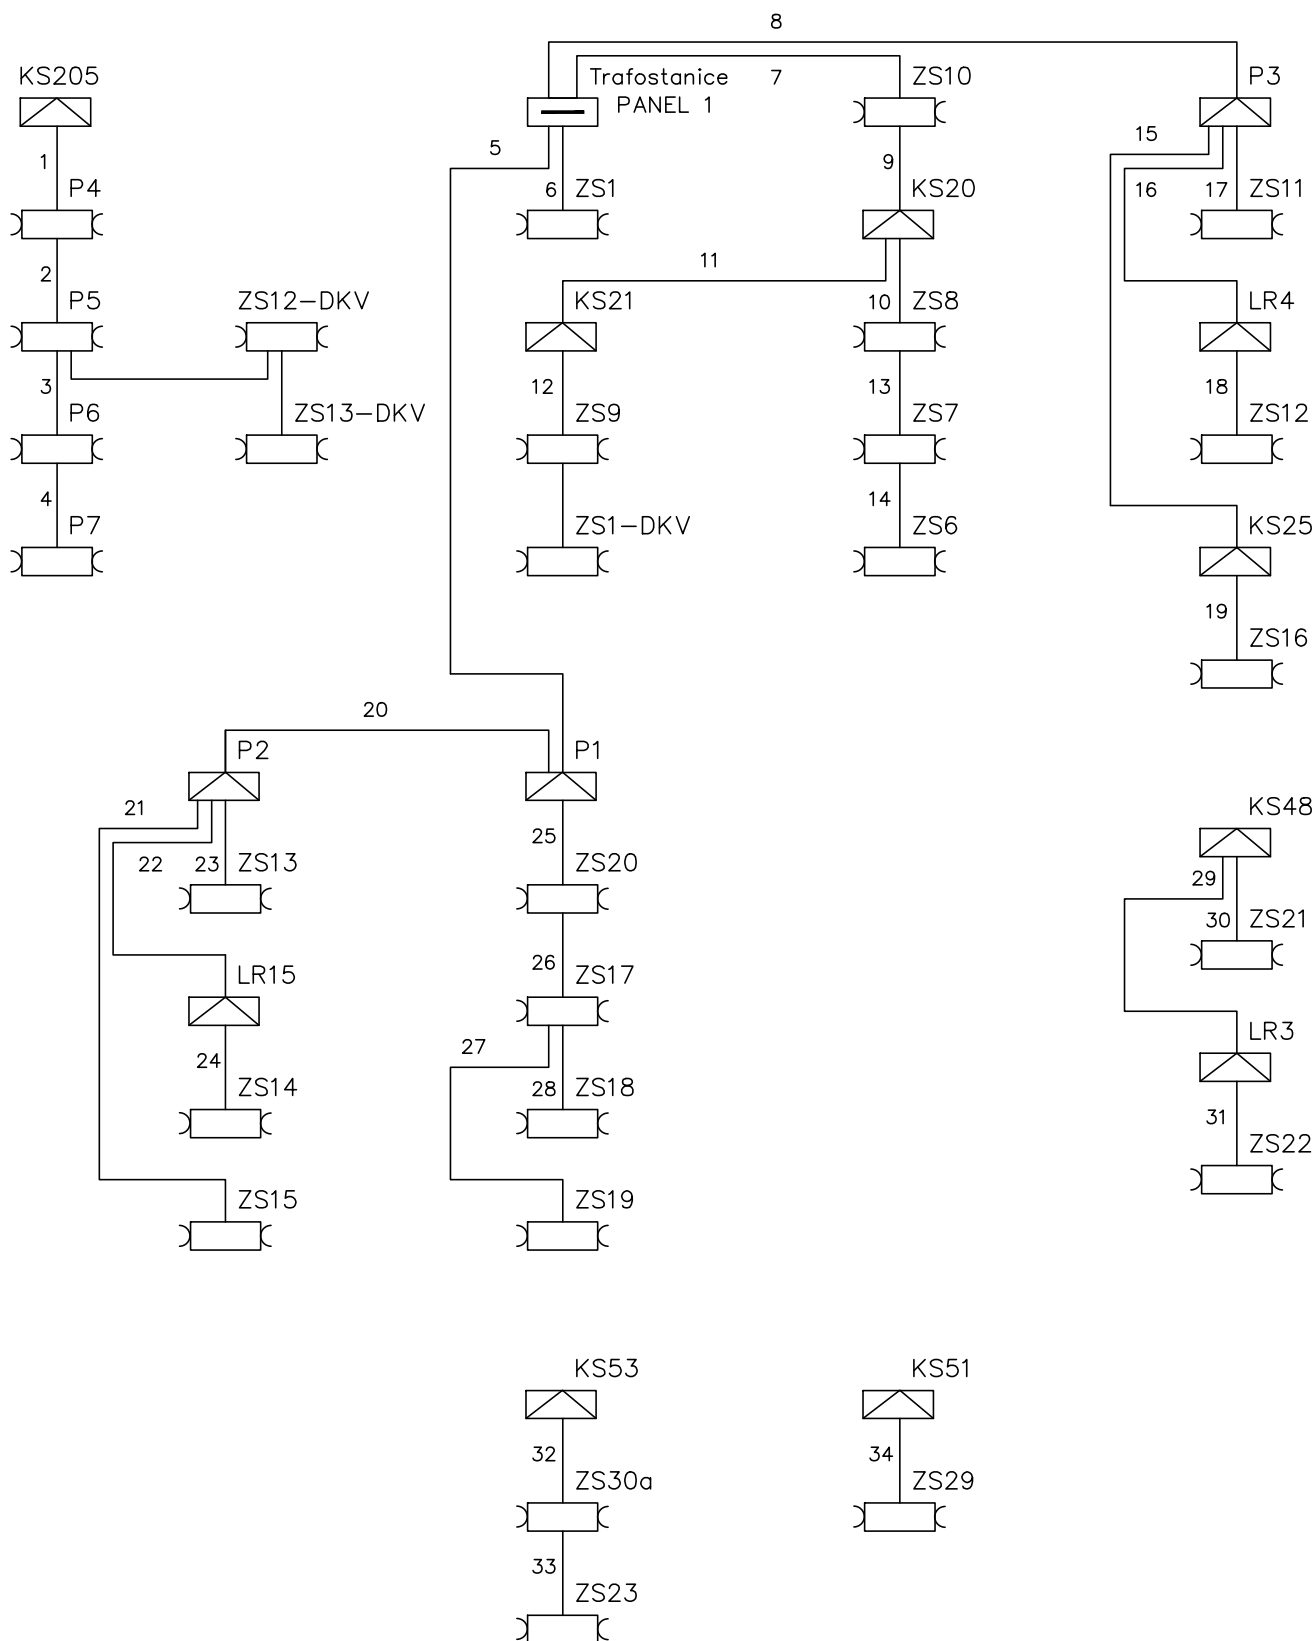 8
KS205
Trafostanice
7
ZS10
P3
PANEL 1
15
5
1
9
P4
6
ZS1
KS20
16
17
ZS11
11
2
P5
ZS12-DKV
KS21
10
ZS8
LR4
3
12
13
18
P6
ZS13-DKV
ZS9
ZS7
ZS12
4
14
P7
ZS1-DKV
ZS6
KS25
19
ZS16
20
P2
P1
21
KS48
25
22
23
ZS13
ZS20
29
30
ZS21
26
LR15
ZS17
27
LR3
24
28
ZS14
ZS18
31
ZS22
ZS15
ZS19
KS53
KS51
32
34
ZS30a
ZS29
33
ZS23